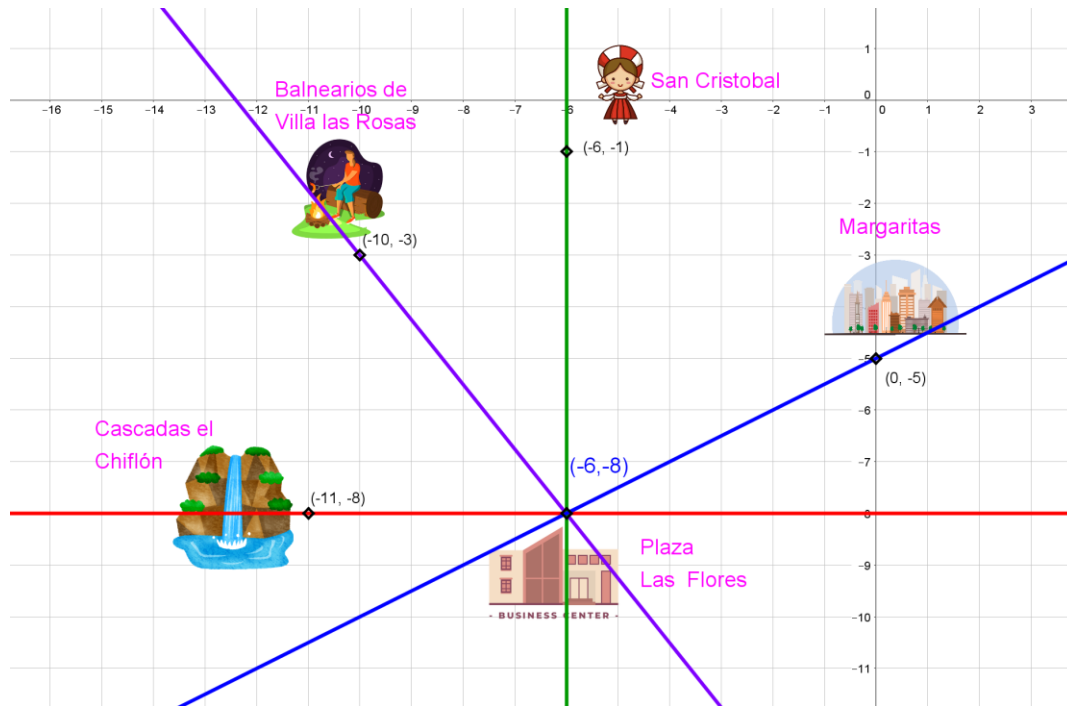 Balnearios de
Villa las Rosas
San Cristobal
1
0
-16 -15 -14 -13 -12 -11 -10 -9 -8 -7 -6 -5 -4 -3 -2 -1 0 1 2 3
(-6, -1)
-1
-2
Margaritas
(-10, -3)
-3
-5
(0, -5)
-6
Cascadas el
Chiflón
(-6,-8)
-7
(-11, -8)
-8
Plaza
Las Flores
-9
- BUSINESS CENTER -
-10
-11